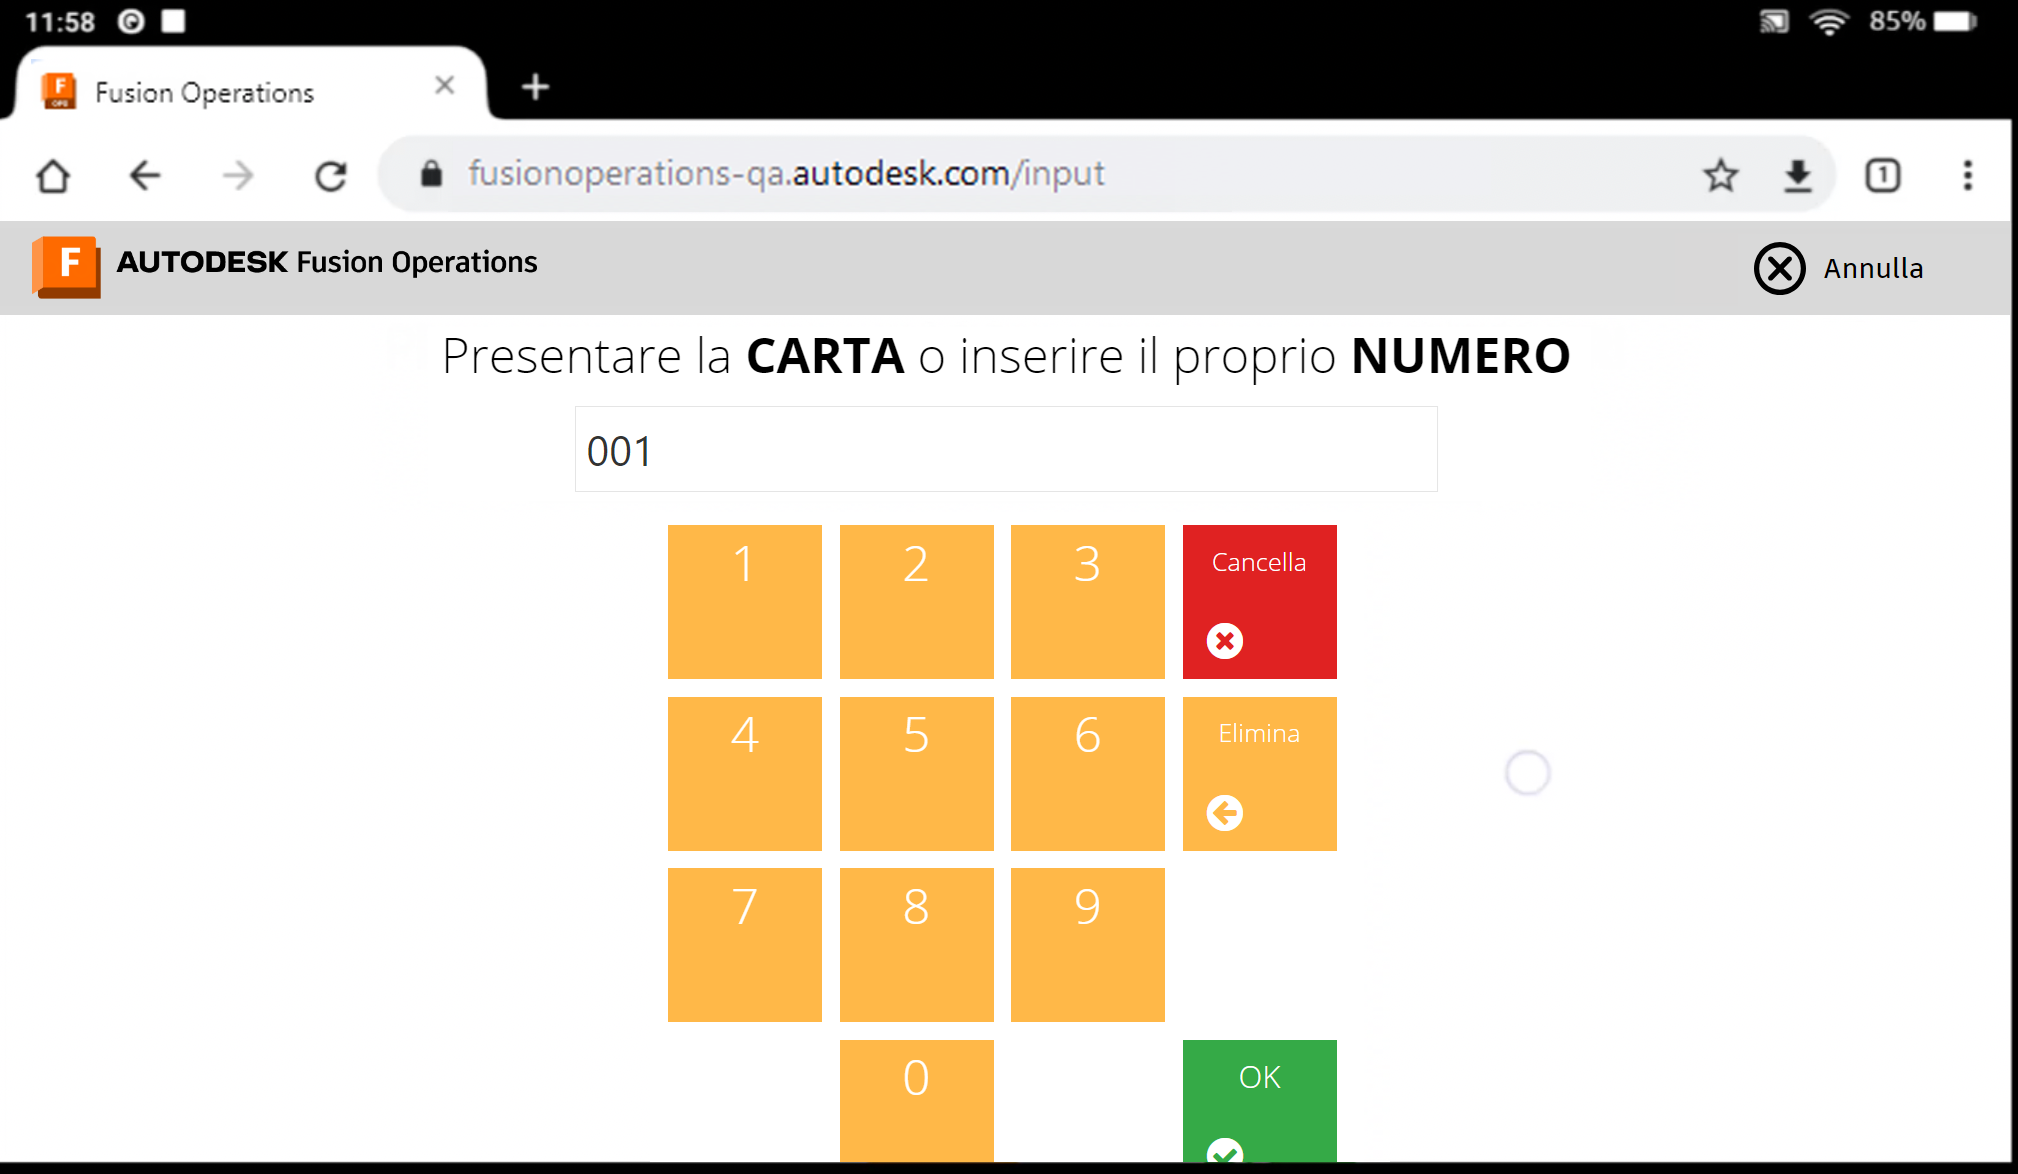 11:58
85%
Fusion Operations
fusionoperations-qa.autodesk.com/input
1
F AUTODESK Fusion Operations
Annulla
Presentare la CARTA o inserire il proprio NUMERO
001
1 2 3 Cancella
4 5 6 Elimina
7 8 9
0 OK